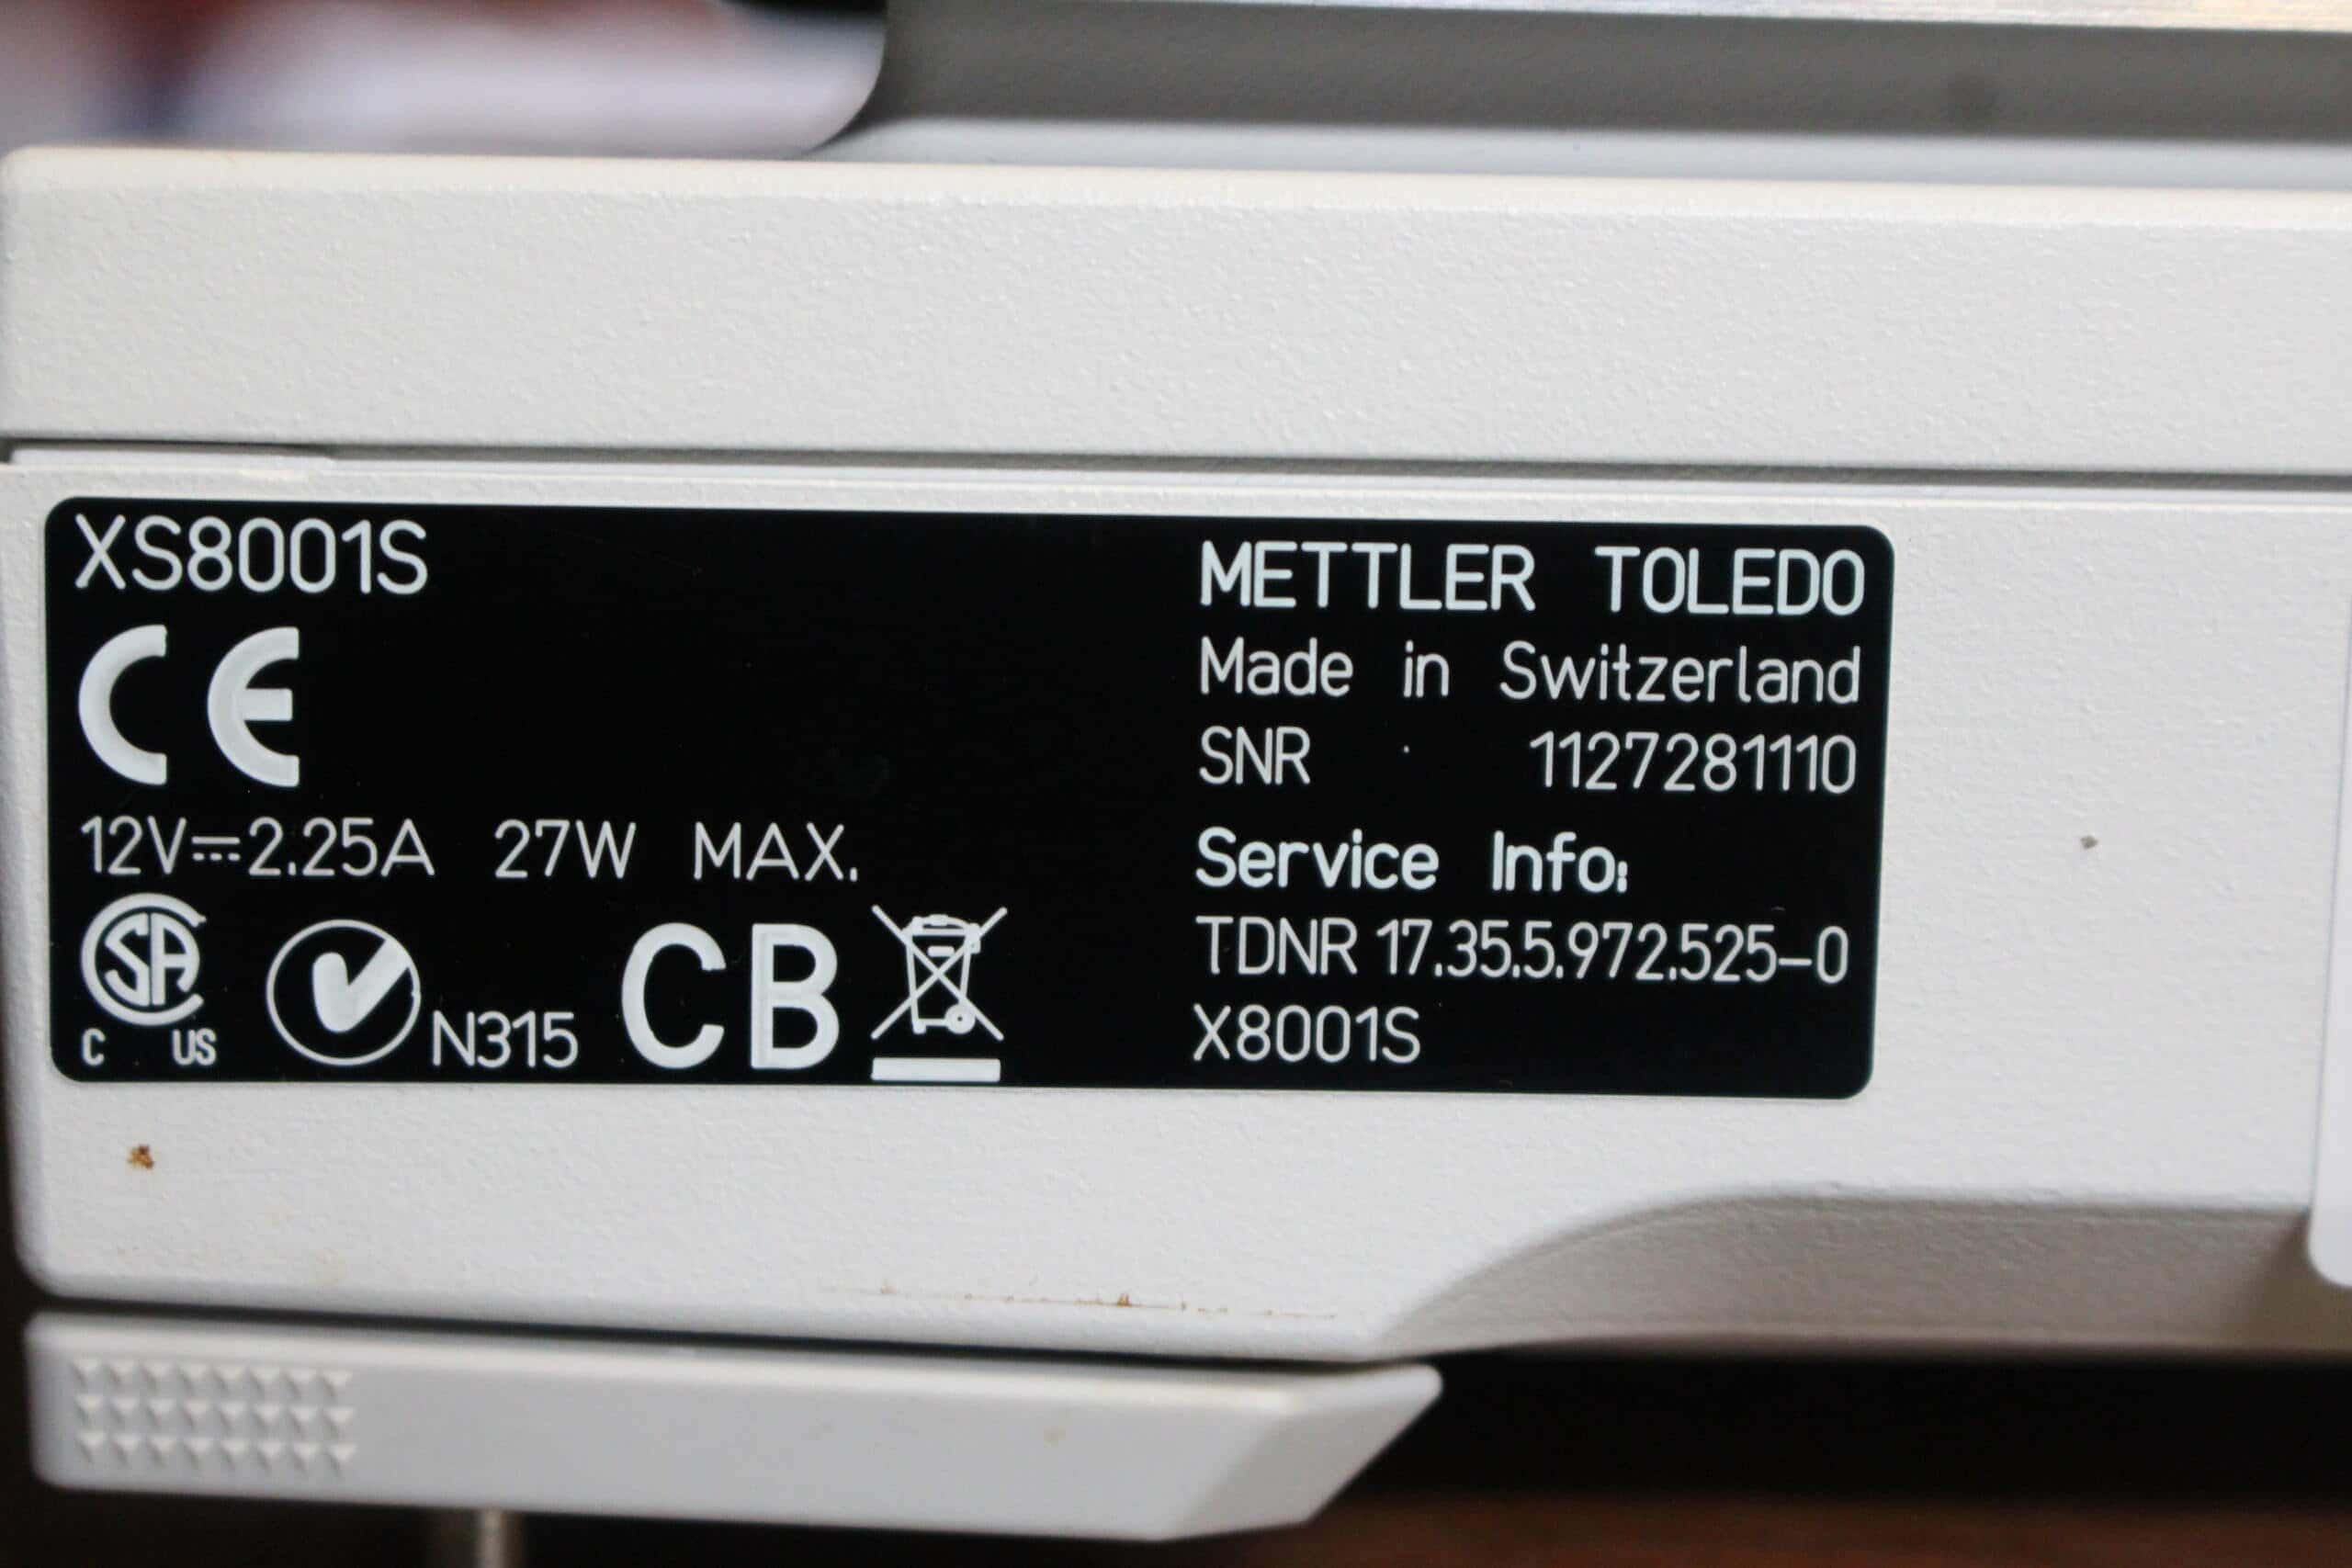 XS8001S
CE
12V⎓2.25A 27W MAX.
SA
C US
N315
CB
METTLER TOLEDO
Made in Switzerland
SNR 1127281110
Service Info:
TDNR 17.35.5.972.525-0
X8001S